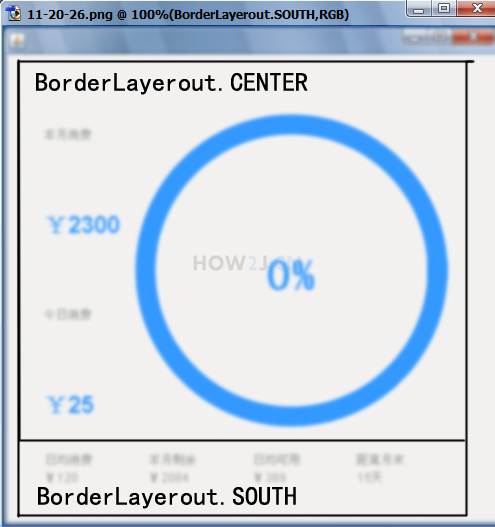 11-20-26.png @ 100%(BorderLayerout.SOUTH,RGB)
BorderLayerout.CENTER
本月消费
￥2300
HOW2J.CN
0%
今日消费
￥25
日均消费 本月剩余 日均可用 距离月末
￥120 ￥2084 ￥389 15天
BorderLayerout.SOUTH